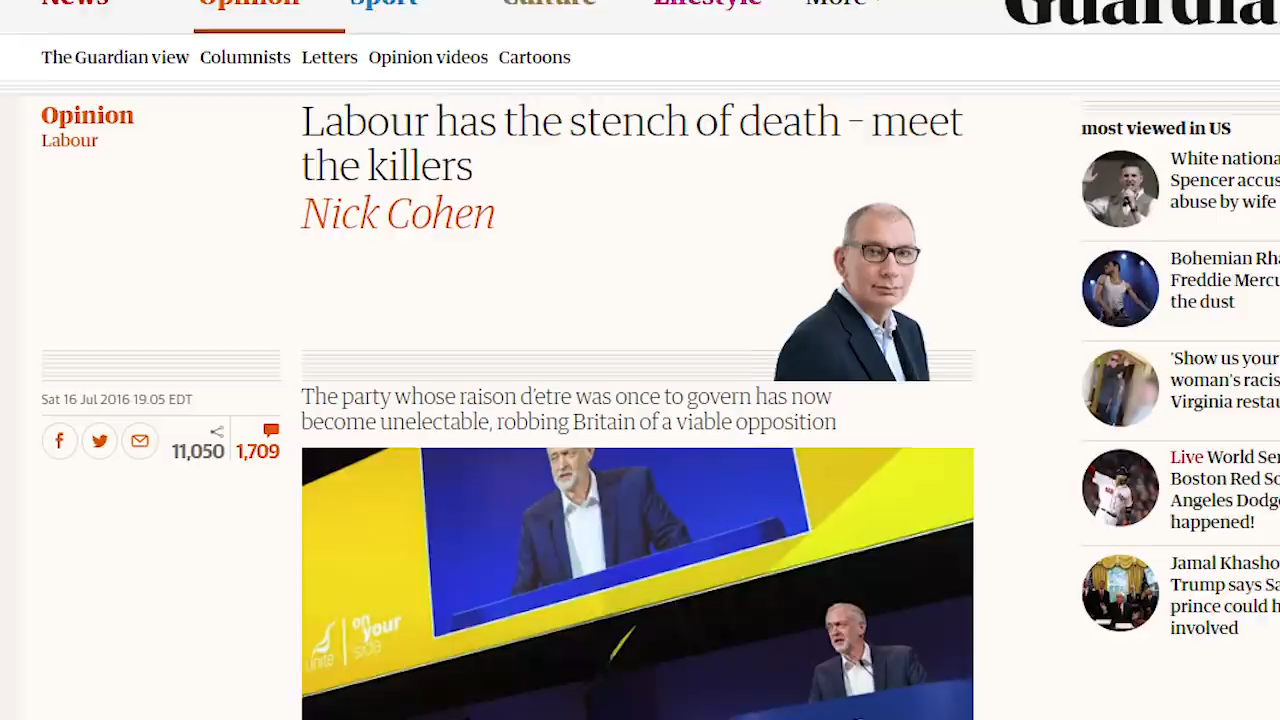 News Opinion Sport Culture Lifestyle More
Guardia
The Guardian view Columnists Letters Opinion videos Cartoons
Opinion
Labour
Labour has the stench of death – meet
the killers
Nick Cohen
Sat 16 Jul 2016 19.05 EDT
11,050 1,709
The party whose raison d'etre was once to govern has now
become unelectable, robbing Britain of a viable opposition
unite
on
your
side
most viewed in US
White nationa
Spencer accus
abuse by wife
Bohemian Rha
Freddie Mercu
the dust
'Show us your
woman's racis
Virginia restau
Live World Ser
Boston Red So
Angeles Dodge
happened!
Jamal Khasho
Trump says Sa
prince could h
involved